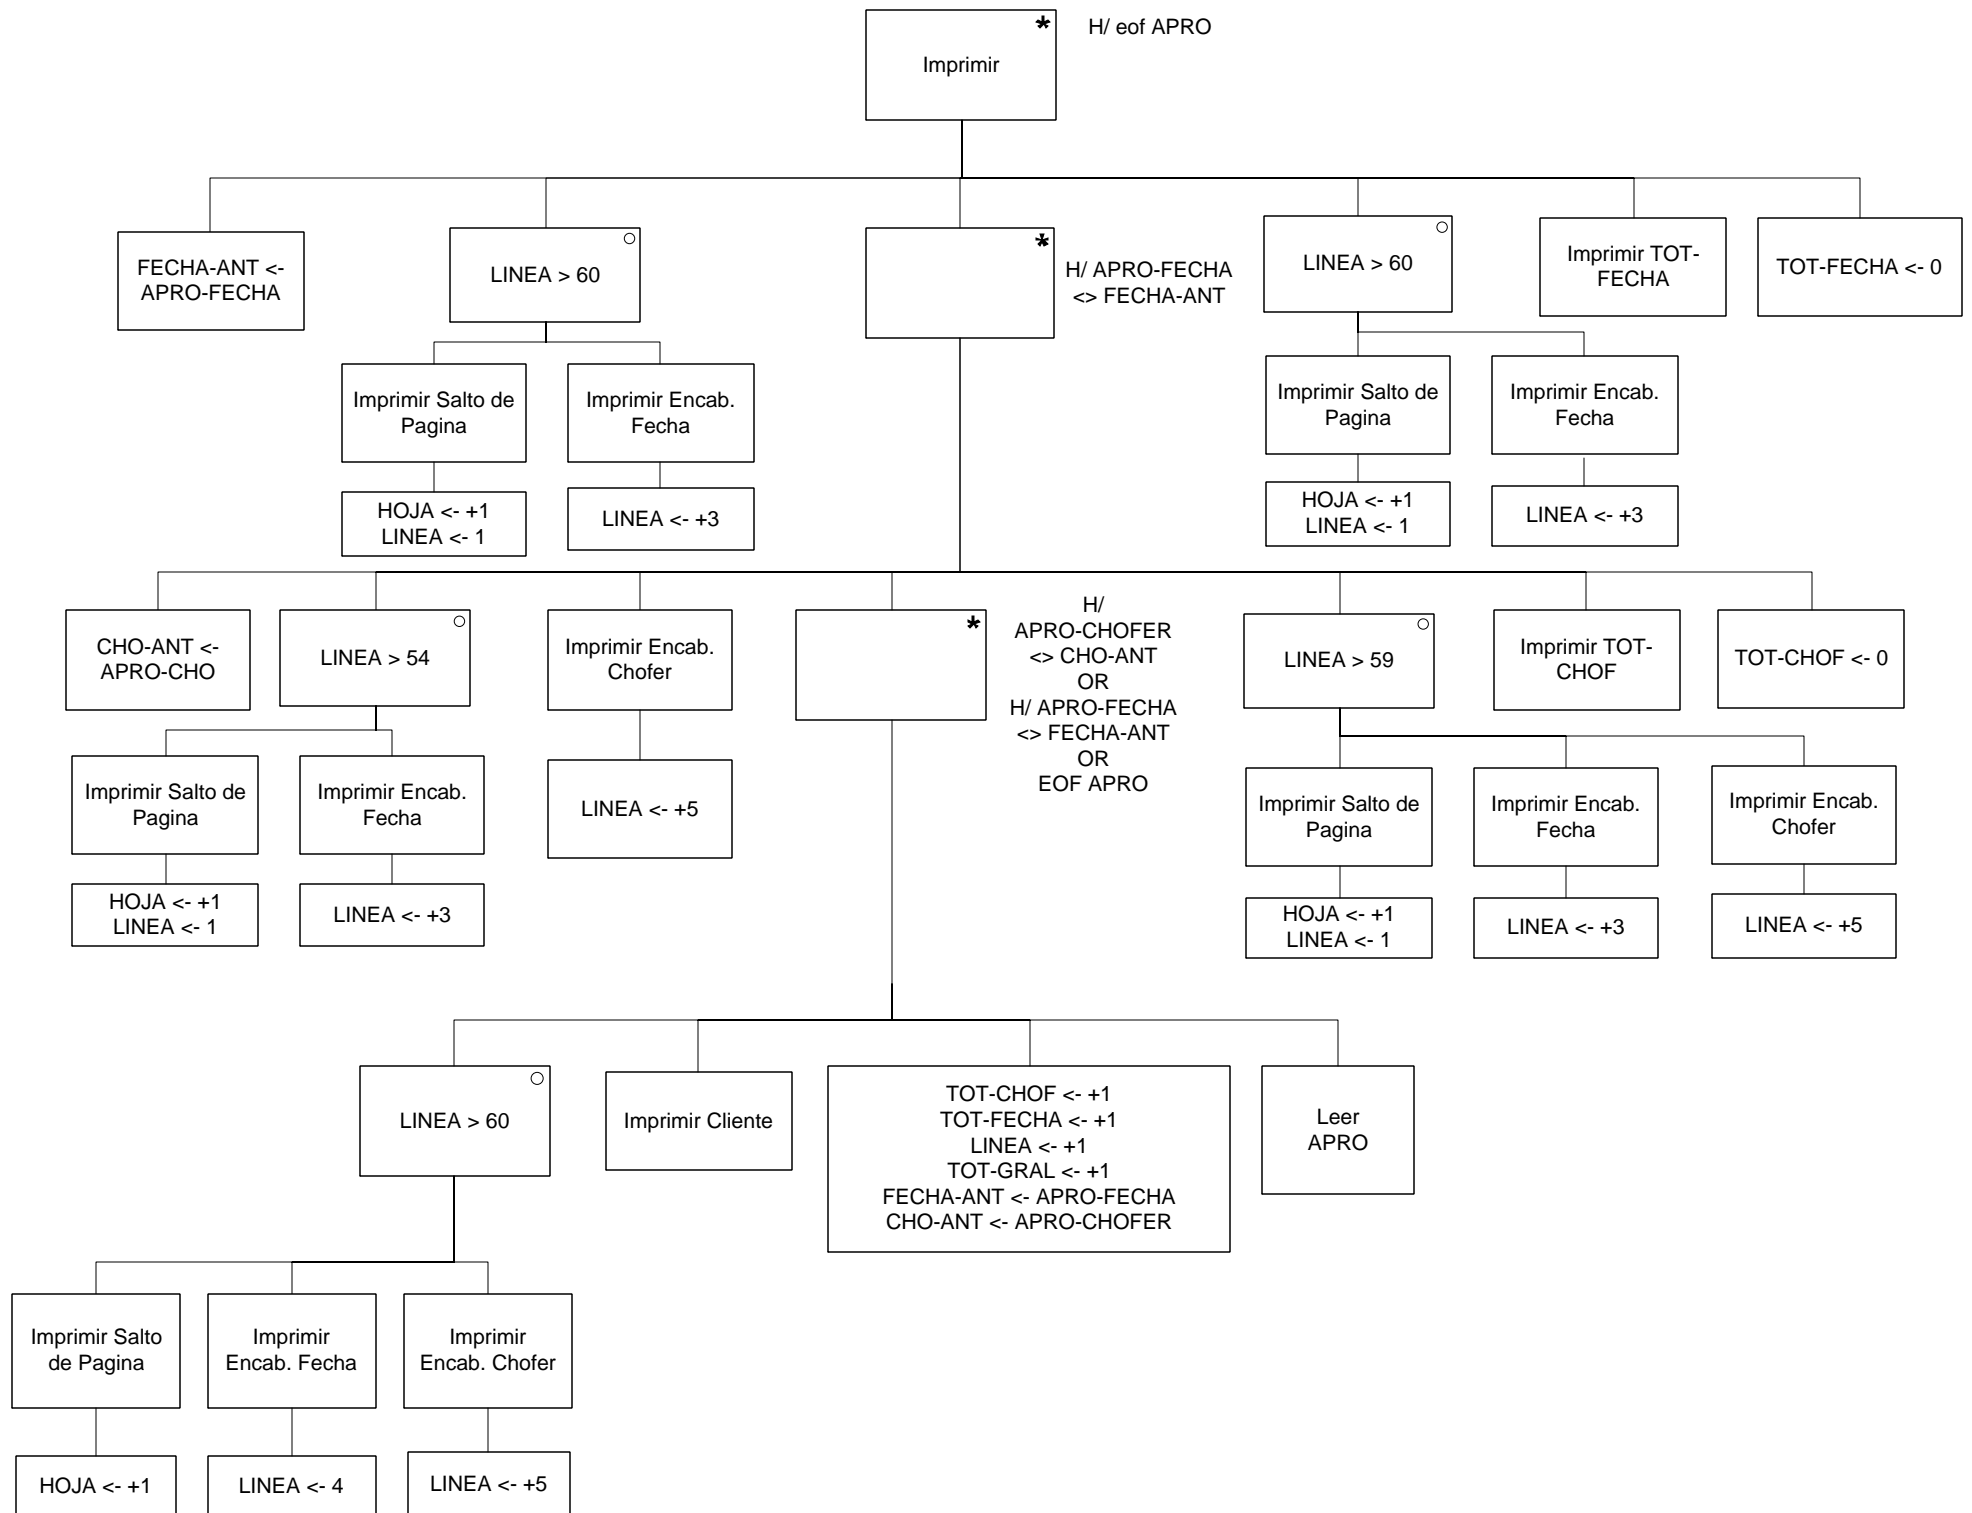 *
H/ eof APRO
Imprimir
FECHA-ANT <-
APRO-FECHA
LINEA > 60
*
H/ APRO-FECHA
<> FECHA-ANT
LINEA > 60
Imprimir TOT-
FECHA
TOT-FECHA <- 0
Imprimir Salto de
Pagina
Imprimir Encab.
Fecha
Imprimir Salto de
Pagina
Imprimir Encab.
Fecha
HOJA <- +1
LINEA <- 1
LINEA <- +3
HOJA <- +1
LINEA <- 1
LINEA <- +3
CHO-ANT <-
APRO-CHO
LINEA > 54
Imprimir Encab.
Chofer
*
H/
APRO-CHOFER
<> CHO-ANT
OR
H/ APRO-FECHA
<> FECHA-ANT
OR
EOF APRO
LINEA > 59
Imprimir TOT-
CHOF
TOT-CHOF <- 0
Imprimir Salto de
Pagina
Imprimir Encab.
Fecha
LINEA <- +5
Imprimir Salto de
Pagina
Imprimir Encab.
Fecha
Imprimir Encab.
Chofer
HOJA <- +1
LINEA <- 1
LINEA <- +3
HOJA <- +1
LINEA <- 1
LINEA <- +3
LINEA <- +5
LINEA > 60
Imprimir Cliente
TOT-CHOF <- +1
TOT-FECHA <- +1
LINEA <- +1
TOT-GRAL <- +1
FECHA-ANT <- APRO-FECHA
CHO-ANT <- APRO-CHOFER
Leer
APRO
Imprimir Salto
de Pagina
Imprimir
Encab. Fecha
Imprimir
Encab. Chofer
HOJA <- +1
LINEA <- 4
LINEA <- +5